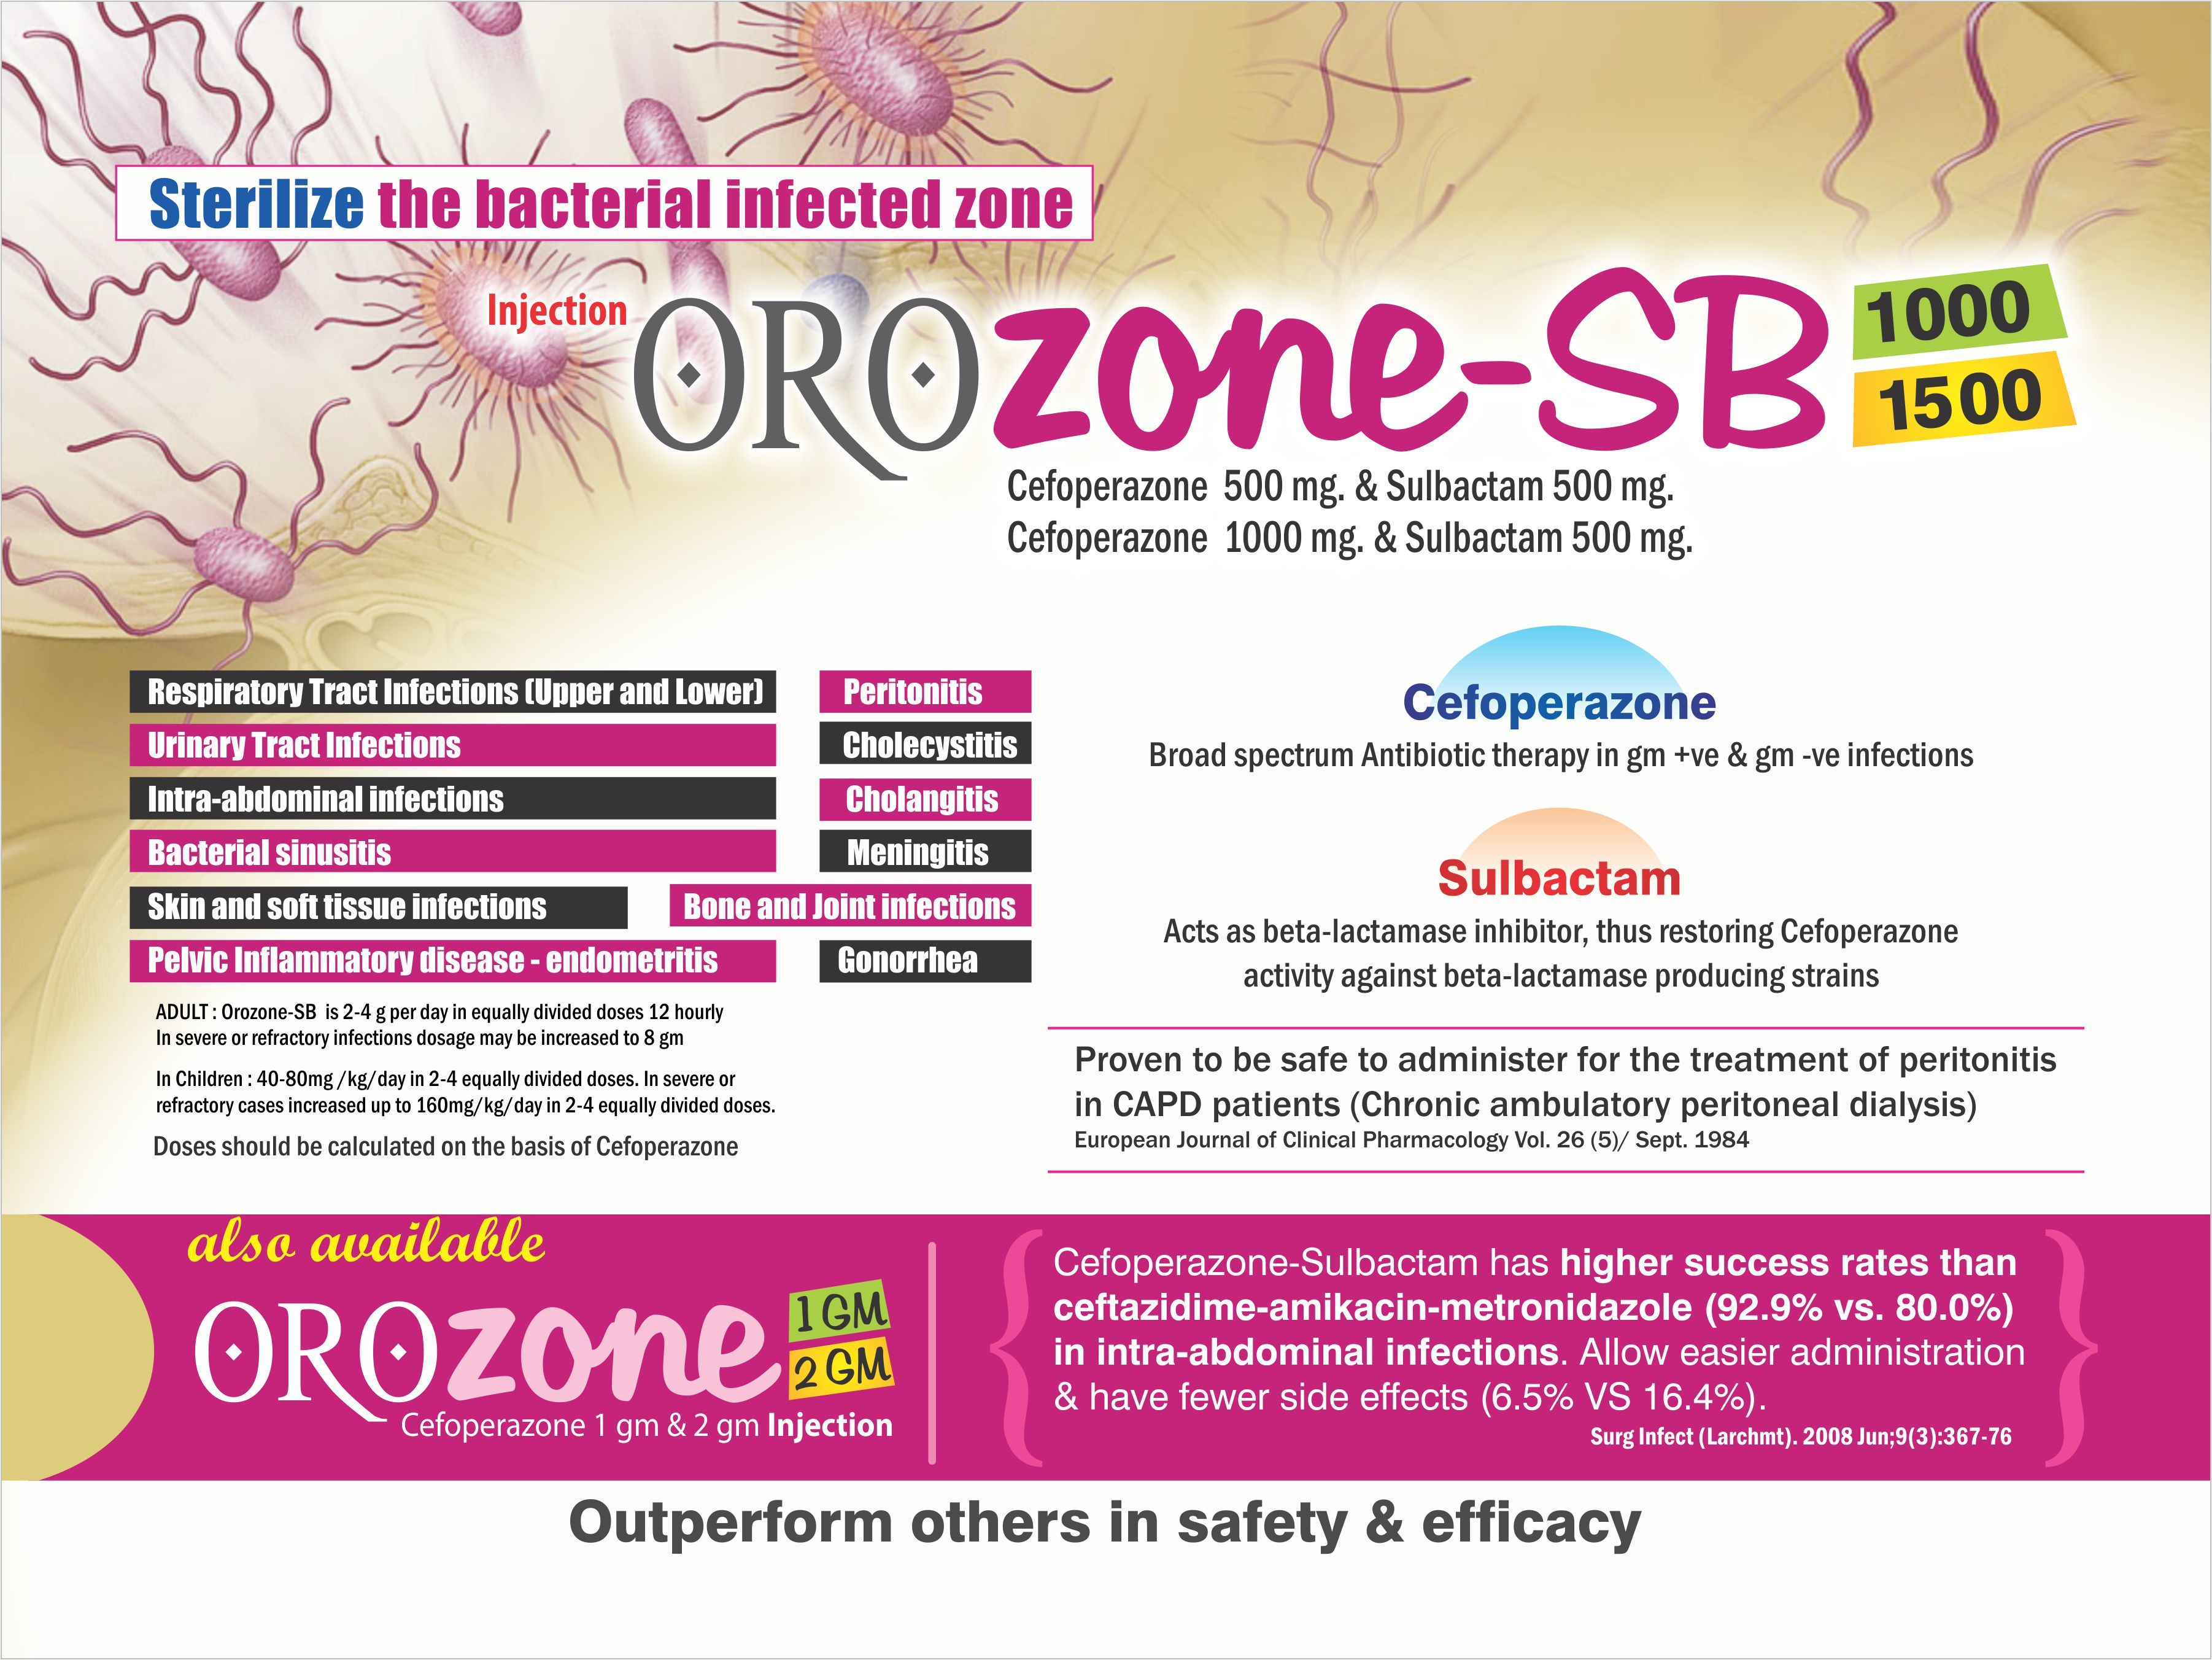 Sterilize the bacterial infected zone
Injection
OROzone-SB
1000
1500
Cefoperazone 500 mg. & Sulbactam 500 mg.
Cefoperazone 1000 mg. & Sulbactam 500 mg.
Respiratory Tract Infections (Upper and Lower)
Peritonitis
Urinary Tract Infections
Cholecystitis
Intra-abdominal infections
Cholangitis
Bacterial sinusitis
Meningitis
Skin and soft tissue infections
Bone and Joint infections
Pelvic Inflammatory disease - endometritis
Gonorrhea
ADULT : Orozone-SB is 2-4 g per day in equally divided doses 12 hourly
In severe or refractory infections dosage may be increased to 8 gm
In Children : 40-80mg /kg/day in 2-4 equally divided doses. In severe or
refractory cases increased up to 160mg/kg/day in 2-4 equally divided doses.
Doses should be calculated on the basis of Cefoperazone
Cefoperazone
Broad spectrum Antibiotic therapy in gm +ve & gm -ve infections
Sulbactam
Acts as beta-lactamase inhibitor, thus restoring Cefoperazone
activity against beta-lactamase producing strains
Proven to be safe to administer for the treatment of peritonitis
in CAPD patients (Chronic ambulatory peritoneal dialysis)
European Journal of Clinical Pharmacology Vol. 26 (5)/ Sept. 1984
also available
OROzone
1 GM
2 GM
Cefoperazone 1 gm & 2 gm Injection
Cefoperazone-Sulbactam has higher success rates than
ceftazidime-amikacin-metronidazole (92.9% vs. 80.0%)
in intra-abdominal infections. Allow easier administration
& have fewer side effects (6.5% VS 16.4%).
Surg Infect (Larchmt). 2008 Jun;9(3):367-76
Outperform others in safety & efficacy